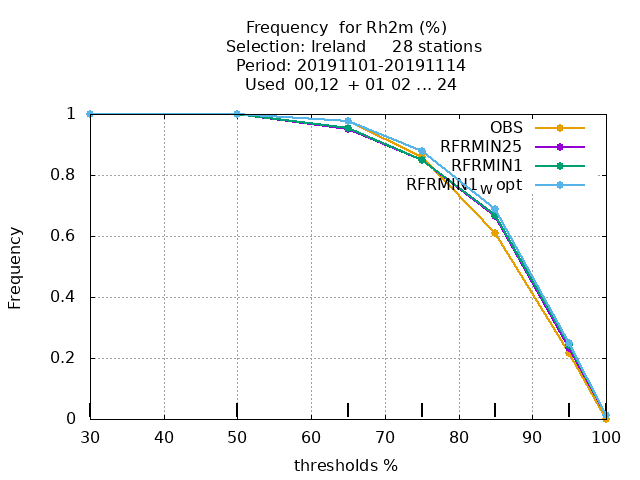 Frequency for Rh2m (%)
Selection: Ireland 28 stations
Period: 20191101-20191114
Used 00,12 + 01 02 ... 24
1
0.8
0.6
0.4
0.2
0
Frequency
OBS
RFRMIN25
RFRMIN1
RFRMIN1w opt
30 40 50 60 70 80 90 100
thresholds %